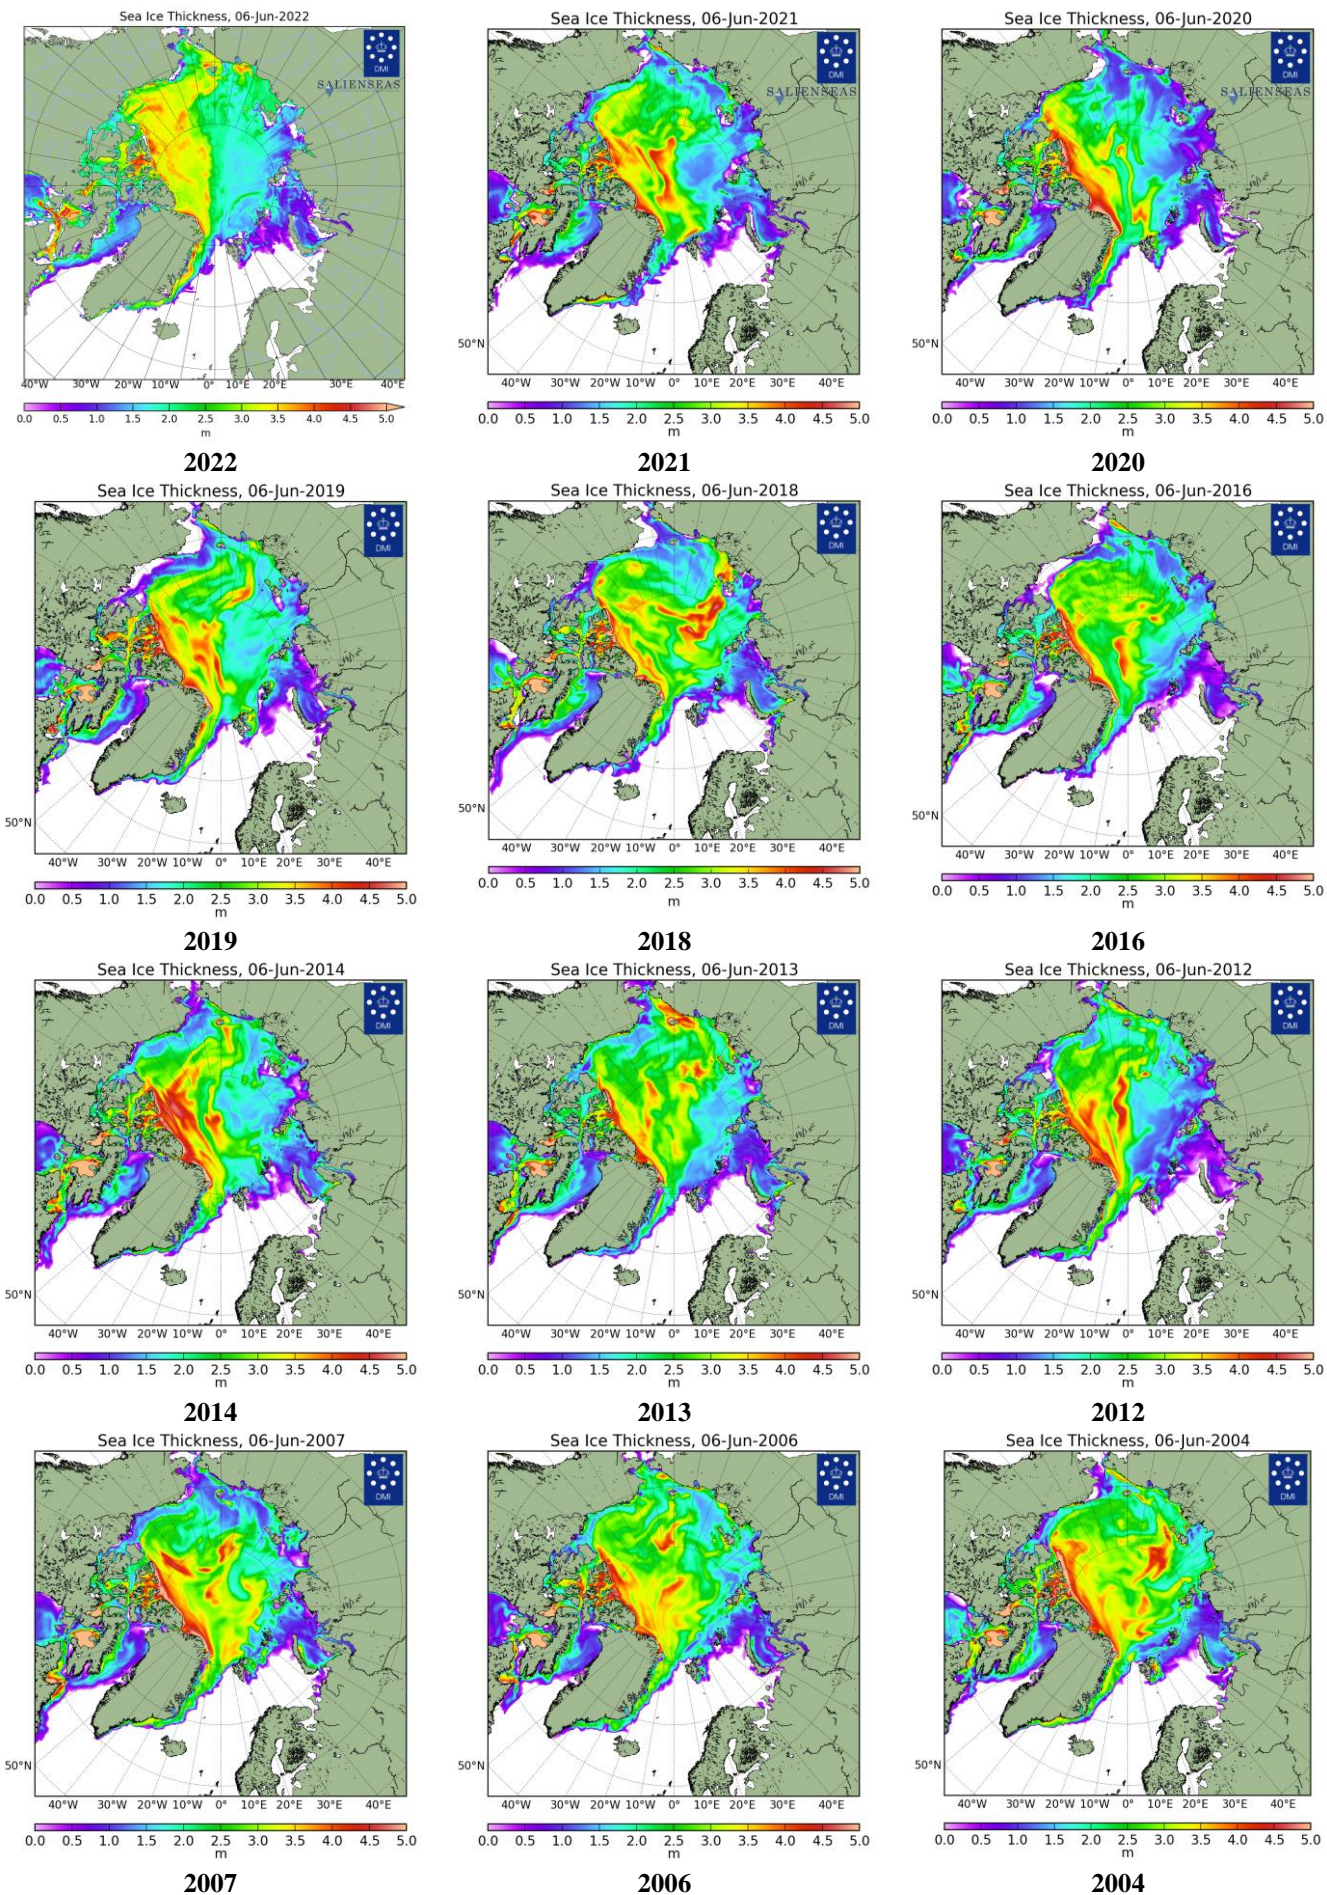 Sea Ice Thickness, 06-Jun-2022
DMI
SALIENSEAS
40°W 30°W 20°W 10°W 0° 10°E 20°E 30°E 40°E
0.0 0.5 1.0 1.5 2.0 2.5 3.0 3.5 4.0 4.5 5.0
m
2022
Sea Ice Thickness, 06-Jun-2021
DMI
SALIENSEAS
50°N
40°W 30°W 20°W 10°W 0° 10°E 20°E 30°E 40°E
0.0 0.5 1.0 1.5 2.0 2.5 3.0 3.5 4.0 4.5 5.0
m
2021
Sea Ice Thickness, 06-Jun-2020
DMI
SALIENSEAS
50°N
40°W 30°W 20°W 10°W 0° 10°E 20°E 30°E 40°E
0.0 0.5 1.0 1.5 2.0 2.5 3.0 3.5 4.0 4.5 5.0
m
2020
Sea Ice Thickness, 06-Jun-2019
DMI
50°N
40°W 30°W 20°W 10°W 0° 10°E 20°E 30°E 40°E
0.0 0.5 1.0 1.5 2.0 2.5 3.0 3.5 4.0 4.5 5.0
m
2019
Sea Ice Thickness, 06-Jun-2018
DMI
50°N
40°W 30°W 20°W 10°W 0° 10°E 20°E 30°E 40°E
0.0 0.5 1.0 1.5 2.0 2.5 3.0 3.5 4.0 4.5 5.0
m
2018
Sea Ice Thickness, 06-Jun-2016
DMI
50°N
40°W 30°W 20°W 10°W 0° 10°E 20°E 30°E 40°E
0.0 0.5 1.0 1.5 2.0 2.5 3.0 3.5 4.0 4.5 5.0
m
2016
Sea Ice Thickness, 06-Jun-2014
DMI
50°N
40°W 30°W 20°W 10°W 0° 10°E 20°E 30°E 40°E
0.0 0.5 1.0 1.5 2.0 2.5 3.0 3.5 4.0 4.5 5.0
m
2014
Sea Ice Thickness, 06-Jun-2013
DMI
50°N
40°W 30°W 20°W 10°W 0° 10°E 20°E 30°E 40°E
0.0 0.5 1.0 1.5 2.0 2.5 3.0 3.5 4.0 4.5 5.0
m
2013
Sea Ice Thickness, 06-Jun-2012
DMI
50°N
40°W 30°W 20°W 10°W 0° 10°E 20°E 30°E 40°E
0.0 0.5 1.0 1.5 2.0 2.5 3.0 3.5 4.0 4.5 5.0
m
2012
Sea Ice Thickness, 06-Jun-2007
DMI
50°N
40°W 30°W 20°W 10°W 0° 10°E 20°E 30°E 40°E
0.0 0.5 1.0 1.5 2.0 2.5 3.0 3.5 4.0 4.5 5.0
m
2007
Sea Ice Thickness, 06-Jun-2006
DMI
50°N
40°W 30°W 20°W 10°W 0° 10°E 20°E 30°E 40°E
0.0 0.5 1.0 1.5 2.0 2.5 3.0 3.5 4.0 4.5 5.0
m
2006
Sea Ice Thickness, 06-Jun-2004
DMI
50°N
40°W 30°W 20°W 10°W 0° 10°E 20°E 30°E 40°E
0.0 0.5 1.0 1.5 2.0 2.5 3.0 3.5 4.0 4.5 5.0
m
2004